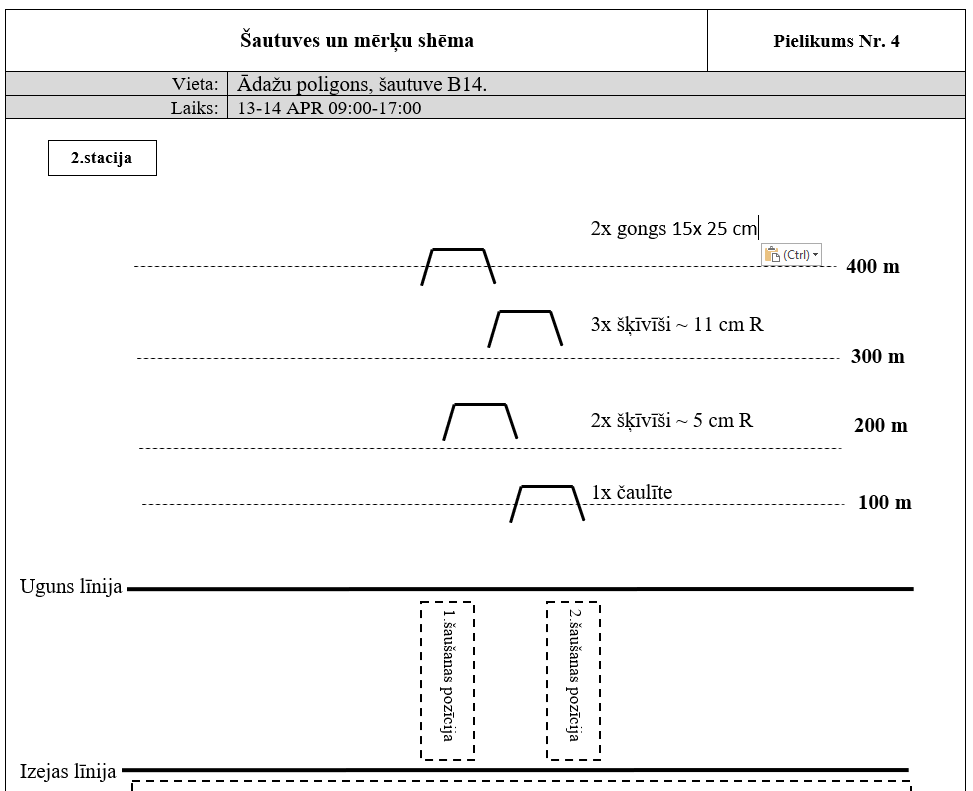 Šautuves un mērķu shēma
Pielikums Nr. 4
Vieta: Ādažu poligons, šautuve B14.
Laiks: 13-14 APR 09:00-17:00
2.stacija
2x gongs 15x 25 cm
(Ctrl)
400 m
3x šķīvīši ~ 11 cm R
300 m
2x šķīvīši ~ 5 cm R
200 m
1x čaulīte
100 m
Uguns līnija
1.šaušanas pozīcija
2.šaušanas pozīcija
Izejas līnija